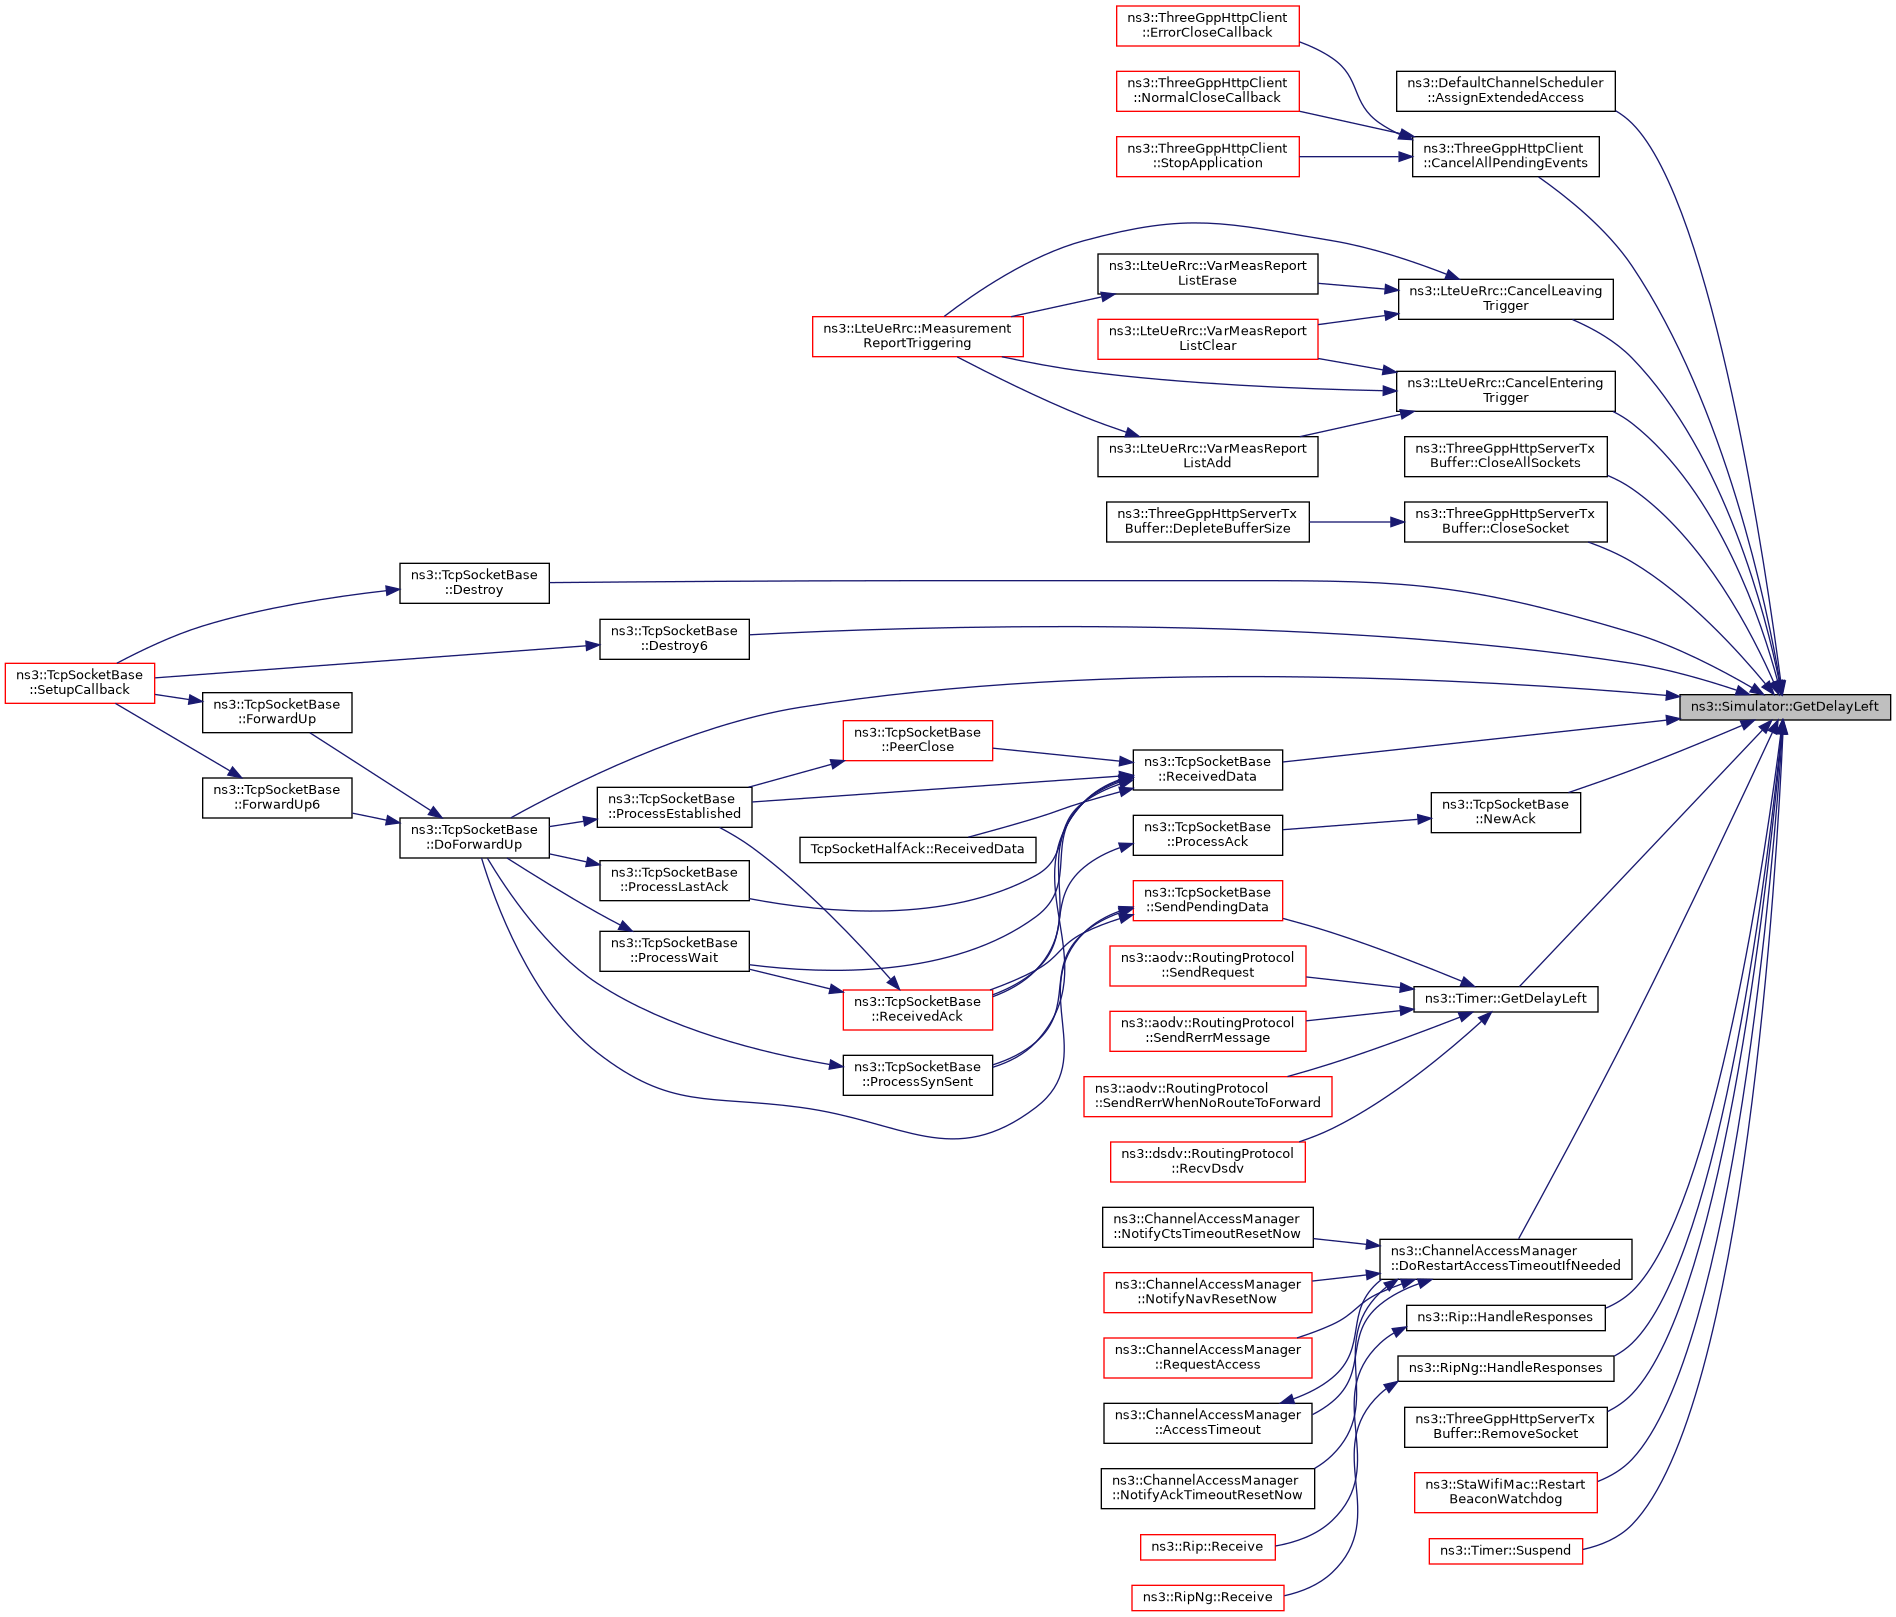 ns3::ThreeGppHttpClient
::ErrorCloseCallback
ns3::ThreeGppHttpClient
::NormalCloseCallback
ns3::DefaultChannelScheduler
::AssignExtendedAccess
ns3::ThreeGppHttpClient
::StopApplication
ns3::ThreeGppHttpClient
::CancelAllPendingEvents
ns3::LteUeRrc::VarMeasReport
ListErase
ns3::LteUeRrc::CancelLeaving
Trigger
ns3::LteUeRrc::Measurement
ReportTriggering
ns3::LteUeRrc::VarMeasReport
ListClear
ns3::LteUeRrc::CancelEntering
Trigger
ns3::LteUeRrc::VarMeasReport
ListAdd
ns3::ThreeGppHttpServerTx
Buffer::CloseAllSockets
ns3::ThreeGppHttpServerTx
Buffer::DepleteBufferSize
ns3::ThreeGppHttpServerTx
Buffer::CloseSocket
ns3::TcpSocketBase
::Destroy
ns3::TcpSocketBase
::Destroy6
ns3::TcpSocketBase
::SetupCallback
ns3::TcpSocketBase
::ForwardUp
ns3::Simulator::GetDelayLeft
ns3::TcpSocketBase
::PeerClose
ns3::TcpSocketBase
::ReceivedData
ns3::TcpSocketBase
::ForwardUp6
ns3::TcpSocketBase
::ProcessEstablished
ns3::TcpSocketBase
::NewAck
ns3::TcpSocketBase
::DoForwardUp
TcpSocketHalfAck::ReceivedData
ns3::TcpSocketBase
::ProcessAck
ns3::TcpSocketBase
::ProcessLastAck
ns3::TcpSocketBase
::SendPendingData
ns3::TcpSocketBase
::ProcessWait
ns3::aodv::RoutingProtocol
::SendRequest
ns3::TcpSocketBase
::ReceivedAck
ns3::Timer::GetDelayLeft
ns3::aodv::RoutingProtocol
::SendRerrMessage
ns3::TcpSocketBase
::ProcessSynSent
ns3::aodv::RoutingProtocol
::SendRerrWhenNoRouteToForward
ns3::dsdv::RoutingProtocol
::RecvDsdv
ns3::ChannelAccessManager
::NotifyCtsTimeoutResetNow
ns3::ChannelAccessManager
::DoRestartAccessTimeoutIfNeeded
ns3::ChannelAccessManager
::NotifyNavResetNow
ns3::Rip::HandleResponses
ns3::ChannelAccessManager
::RequestAccess
ns3::RipNg::HandleResponses
ns3::ChannelAccessManager
::AccessTimeout
ns3::ThreeGppHttpServerTx
Buffer::RemoveSocket
ns3::ChannelAccessManager
::NotifyAckTimeoutResetNow
ns3::StaWifiMac::Restart
BeaconWatchdog
ns3::Rip::Receive
ns3::Timer::Suspend
ns3::RipNg::Receive